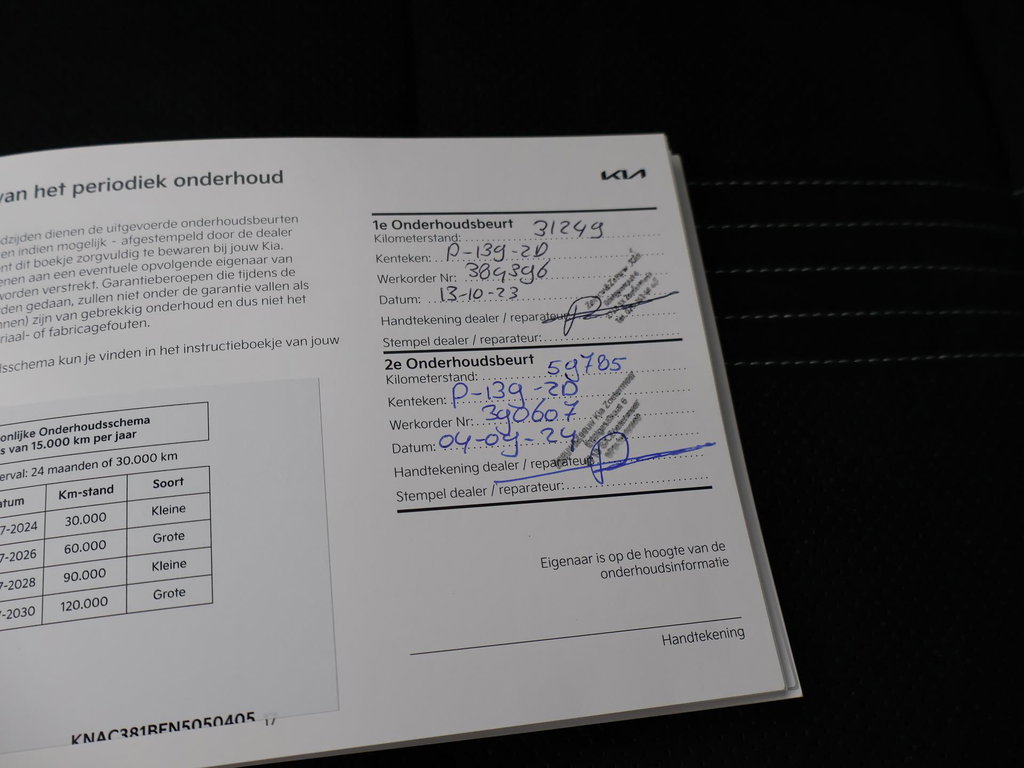 van het periodiek onderhoud
dzijden dienen de uitgevoerde onderhoudsbeurten
en indien mogelijk - afgestempeld door de dealer
nt dit boekje zorgvuldig te bewaren bij jouw Kia.
enen aan een eventuele opvolgende eigenaar van
worden verstrekt. Garantieberoepen die tijdens de
den gedaan, zullen niet onder de garantie vallen als
nnen) zijn van gebrekkig onderhoud en dus niet het
riaal- of fabricagefouten.
dsschema kun je vinden in het instructieboekje van jouw
onlijke Onderhoudsschema
s van 15.000 km per jaar
erval: 24 maanden of 30.000 km
atum Km-stand Soort
7-2024 30.000 Kleine
7-2026 60.000 Grote
7-2028 90.000 Kleine
7-2030 120.000 Grote
KNAC381BFN5050405 17
KIA
1e Onderhoudsbeurt
Kilometerstand: 31249
Kenteken: P-139-ZD
Werkorder Nr: 384396
Datum: 13-10-23
Handtekening dealer / reparateur
Stempel dealer / reparateur:
2e Onderhoudsbeurt
Kilometerstand: 59785
Kenteken: P-139-ZD
Werkorder Nr: 390607
Datum: 04-09-24
Handtekening dealer / reparateur
Stempel dealer / reparateur:
Eigenaar is op de hoogte van de
onderhoudsinformatie
Handtekening